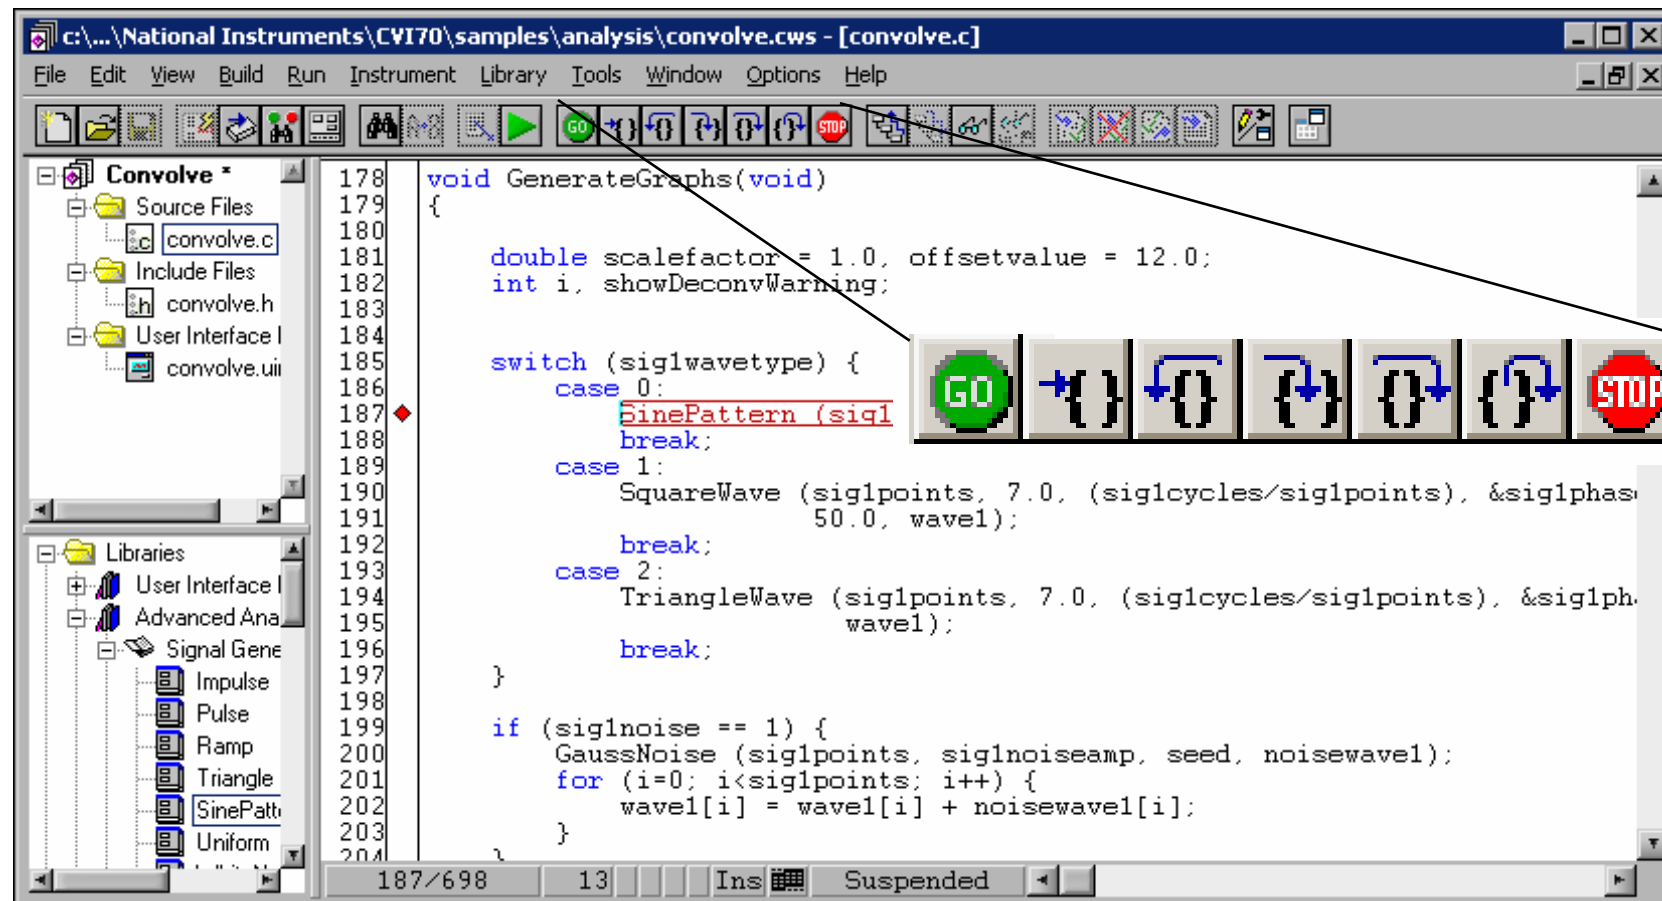 c:\...\National Instruments\CVI70\samples\analysis\convolve.cws - [convolve.c]
File Edit View Build Run Instrument Library Tools Window Options Help
GO STOP
Convolve *
Source Files
convolve.c
Include Files
convolve.h
User Interface
convolve.uir
Libraries
User Interface
Advanced Ana
Signal Gene
Impulse
Pulse
Ramp
Triangle
SinePatt
Uniform
178 void GenerateGraphs(void)
179 {
180
181 double scalefactor = 1.0, offsetvalue = 12.0;
182 int i, showDeconvWarning;
183
184
185 switch (sig1wavetype) {
186 case 0:
187 SinePattern (sig1
188 break;
189 case 1:
190 SquareWave (sig1points, 7.0, (sig1cycles/sig1points), &sig1phas
191 50.0, wave1);
192 break;
193 case 2:
194 TriangleWave (sig1points, 7.0, (sig1cycles/sig1points), &sig1ph
195 wave1);
196 break;
197 }
198
199 if (sig1noise == 1) {
200 GaussNoise (sig1points, sig1noiseamp, seed, noisewave1);
201 for (i=0; i<sig1points; i++) {
202 wave1[i] = wave1[i] + noisewave1[i];
203 }
204 }
GO { } {} { } {} { } STOP
187/698 13 Ins Suspended